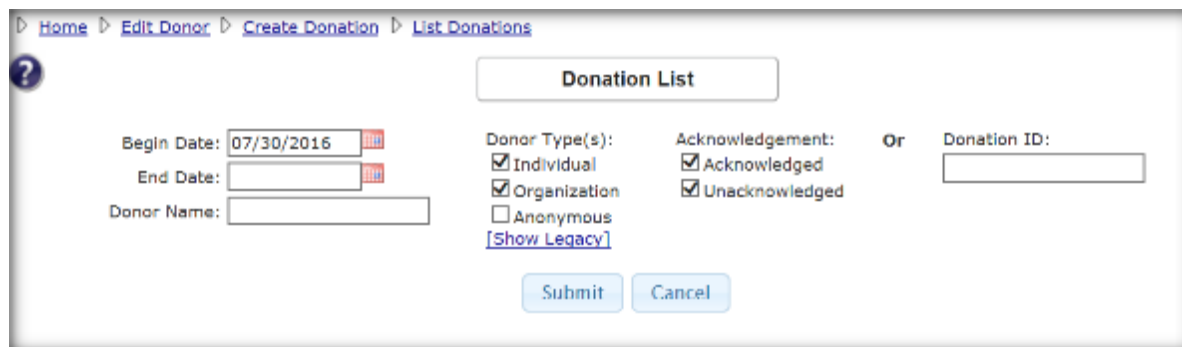 Home Edit Donor Create Donation List Donations
?
Donation List
Begin Date: 07/30/2016
End Date:
Donor Name:
Donor Type(s):
Individual
Organization
Anonymous
[Show Legacy]
Acknowledgement:
Acknowledged
Unacknowledged
Or
Donation ID:
Submit Cancel